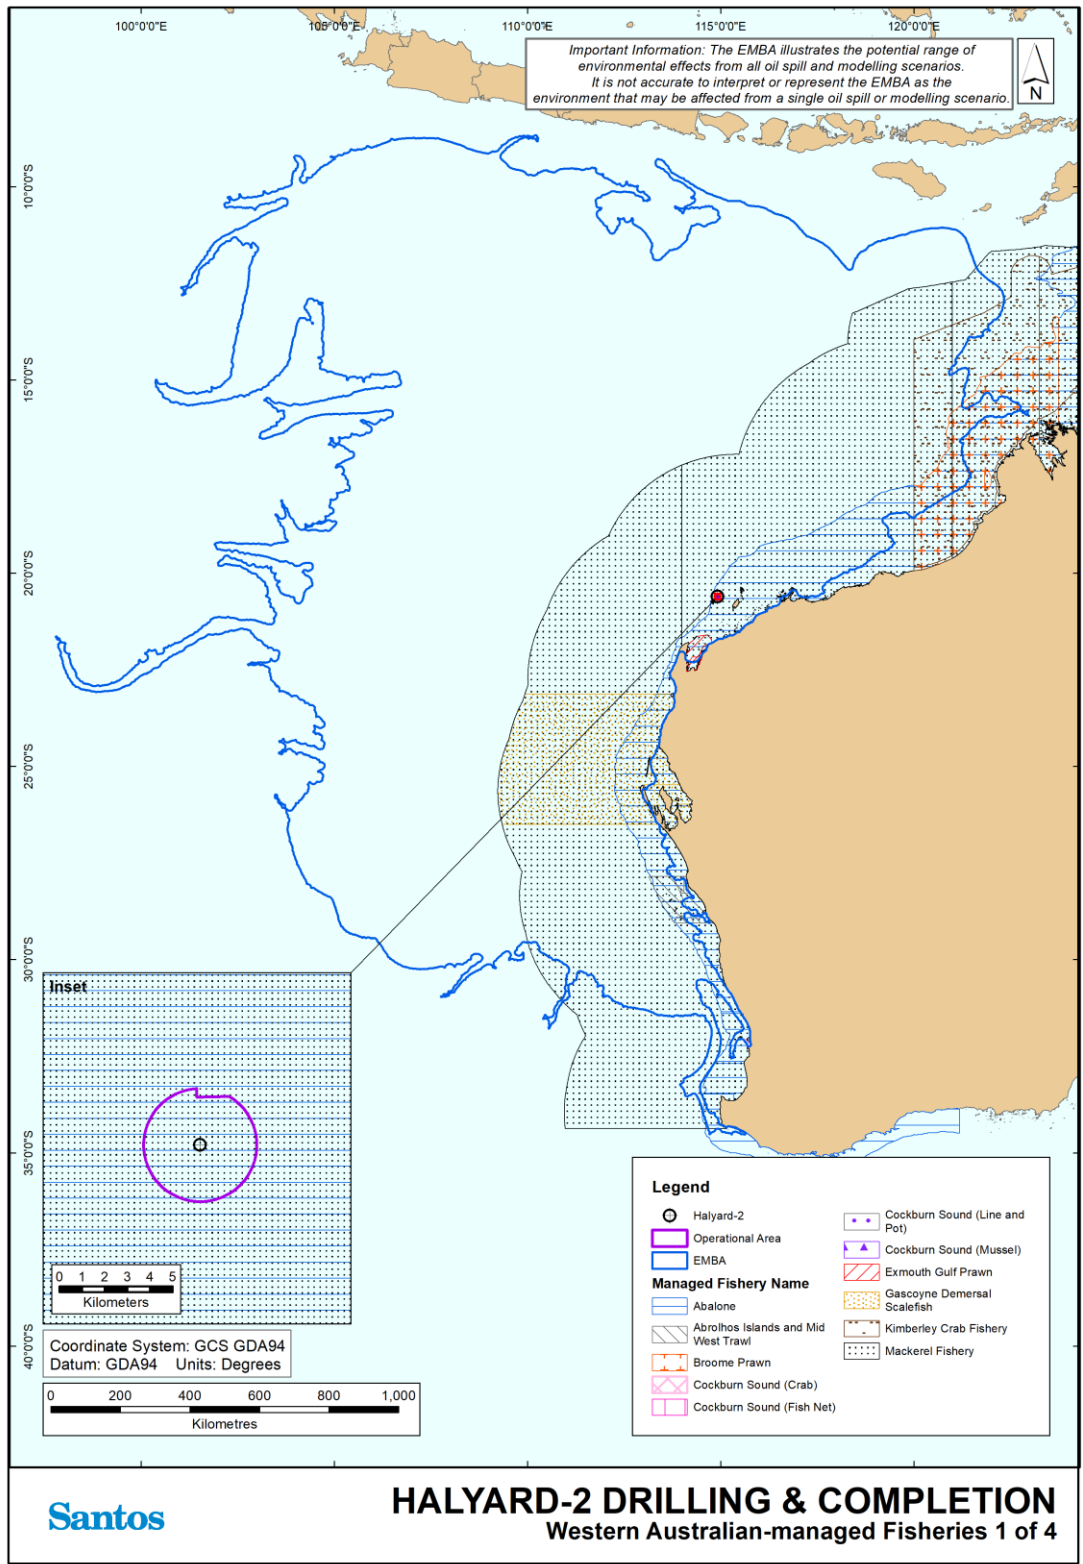 100°0'0"E
105°0'0"E
110°0'0"E
115°0'0"E
120°0'0"E
Important Information: The EMBA illustrates the potential range of
environmental effects from all oil spill and modelling scenarios.
It is not accurate to interpret or represent the EMBA as the
environment that may be affected from a single oil spill or modelling scenario.
N
10°0'0"S
15°0'0"S
20°0'0"S
25°0'0"S
30°0'0"S
35°0'0"S
40°0'0"S
Inset
0 1 2 3 4 5
Kilometers
Coordinate System: GCS GDA94
Datum: GDA94 Units: Degrees
0 200 400 600 800 1,000
Kilometres
Legend
Halyard-2
Operational Area
EMBA
Managed Fishery Name
Abalone
Abrolhos Islands and Mid
West Trawl
Broome Prawn
Cockburn Sound (Crab)
Cockburn Sound (Fish Net)
Cockburn Sound (Line and
Pot)
Cockburn Sound (Mussel)
Exmouth Gulf Prawn
Gascoyne Demersal
Scalefish
Kimberley Crab Fishery
Mackerel Fishery
Santos
HALYARD-2 DRILLING & COMPLETION
Western Australian-managed Fisheries 1 of 4